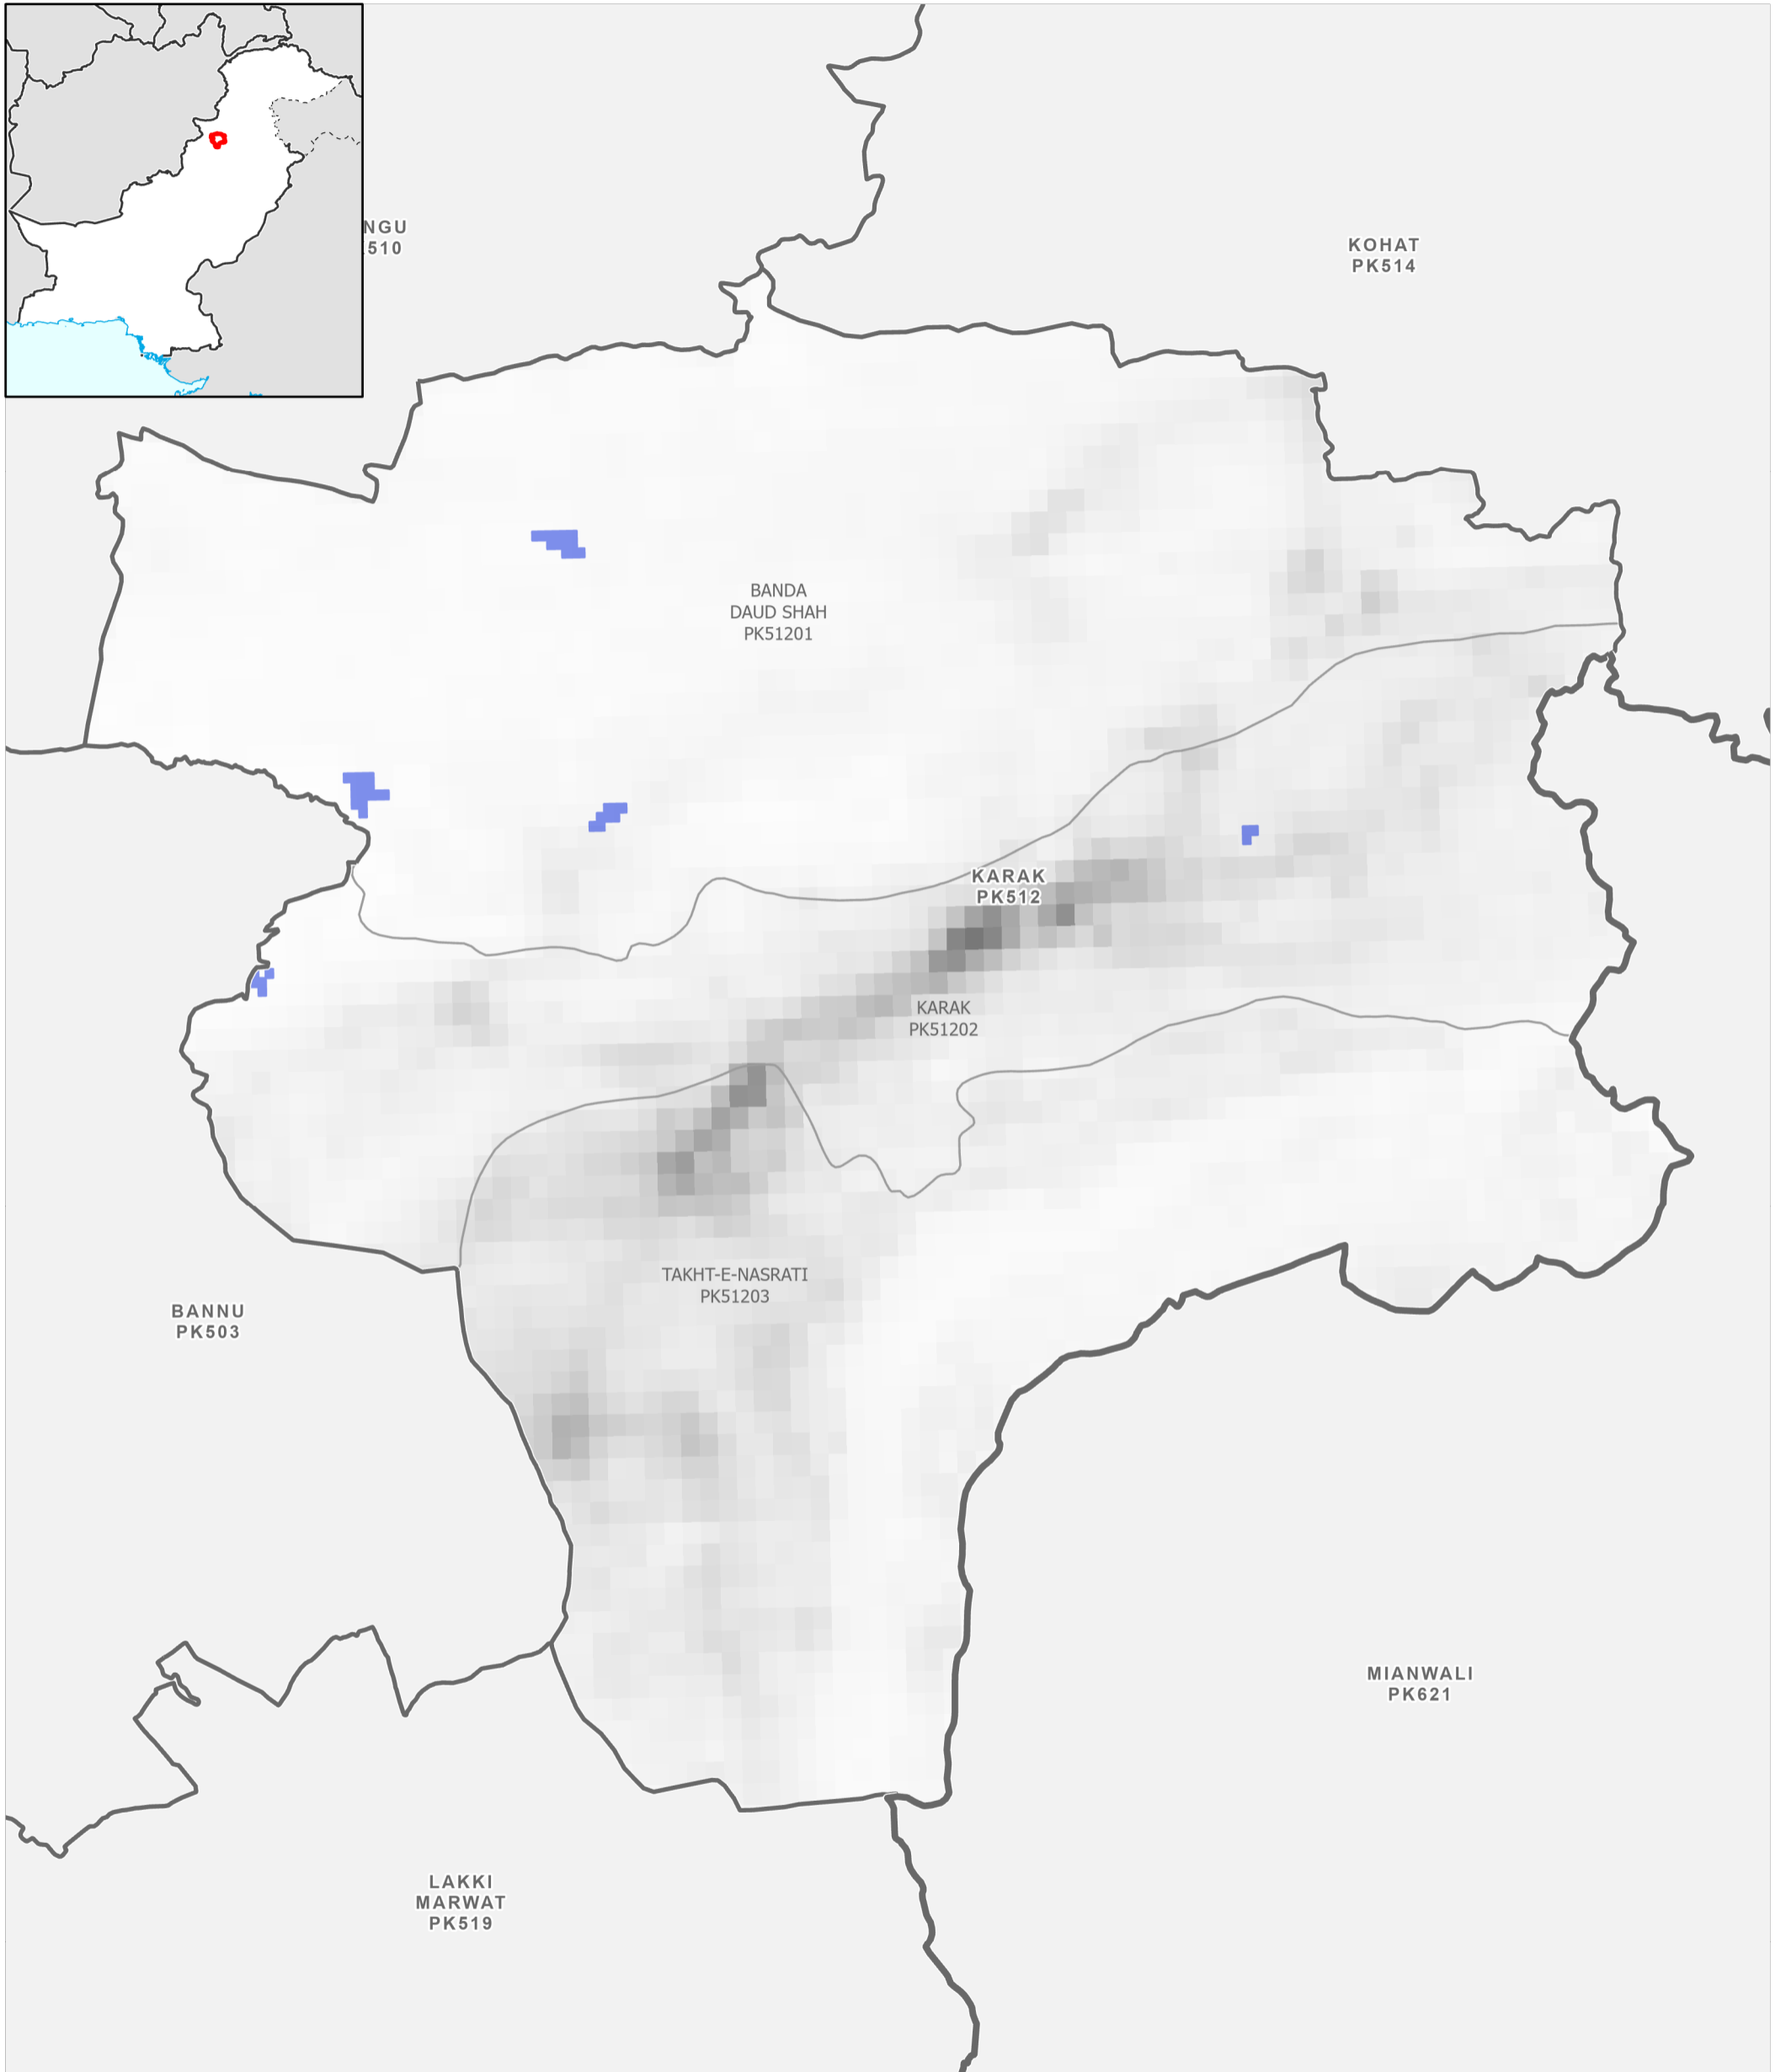 NGU
510
KOHAT
PK514
BANDA
DAUD SHAH
PK51201
KARAK
PK512
KARAK
PK51202
TAKHT-E-NASRATI
PK51203
BANNU
PK503
MIANWALI
PK621
LAKKI
MARWAT
PK519